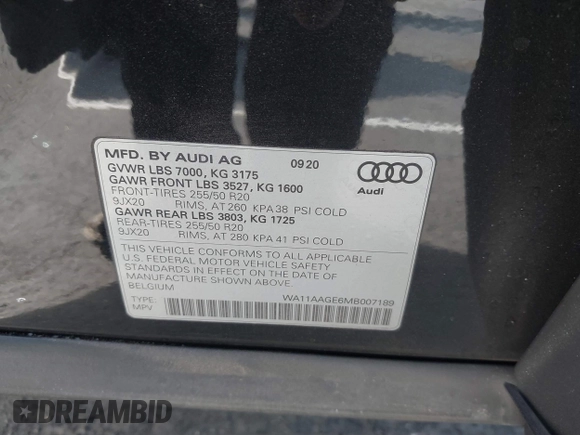 MFD. BY AUDI AG 09 20
GVWR LBS 7000, KG 3175
GAWR FRONT LBS 3527, KG 1600
FRONT-TIRES 255/50 R20
9JX20 RIMS, AT 260 KPA 38 PSI COLD
GAWR REAR LBS 3803, KG 1725
REAR-TIRES 255/50 R20
9JX20 RIMS, AT 280 KPA 41 PSI COLD
Audi
THIS VEHICLE CONFORMS TO ALL APPLICABLE
U.S. FEDERAL MOTOR VEHICLE SAFETY
STANDARDS IN EFFECT ON THE DATE OF
MANUFACTURE SHOWN ABOVE.
BELGIUM
WA11AAGE6MB007189
TYPE:
MPV
DREAMBID